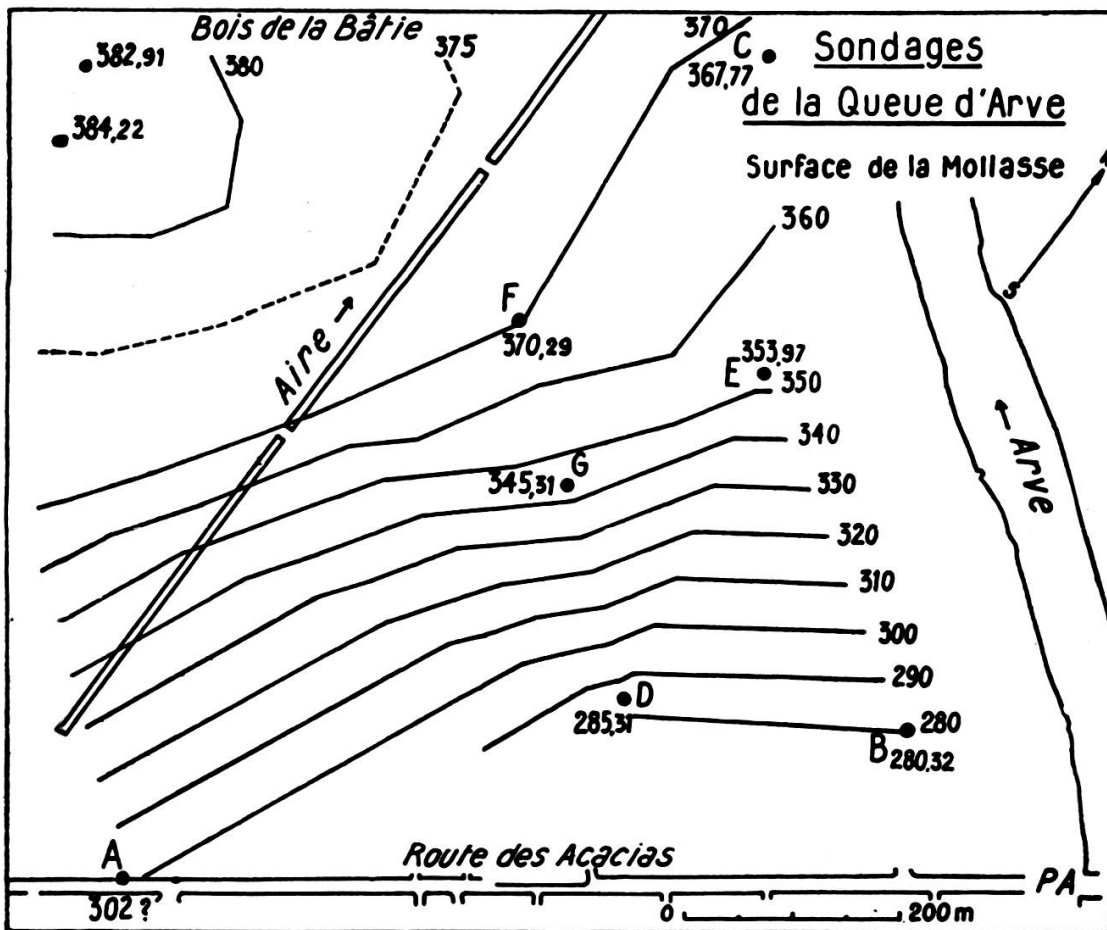 Bois de la Bâtie
382,91
380
375
370
C
367,77
Sondages
de la Queue d'Arve
384,22
Surface de la Mollasse
360
S
F
370,29
Aire →
E
353,97
350
← Arve
340
G
345,31
330
320
310
300
290
D
285,31
280
B 280,32
A
Route des Acacias
PA
302 ?
0
200 m